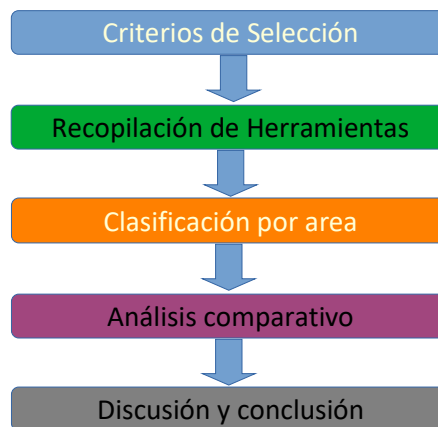 Criterios de Selección
Recopilación de Herramientas
Clasificación por area
Análisis comparativo
Discusión y conclusión